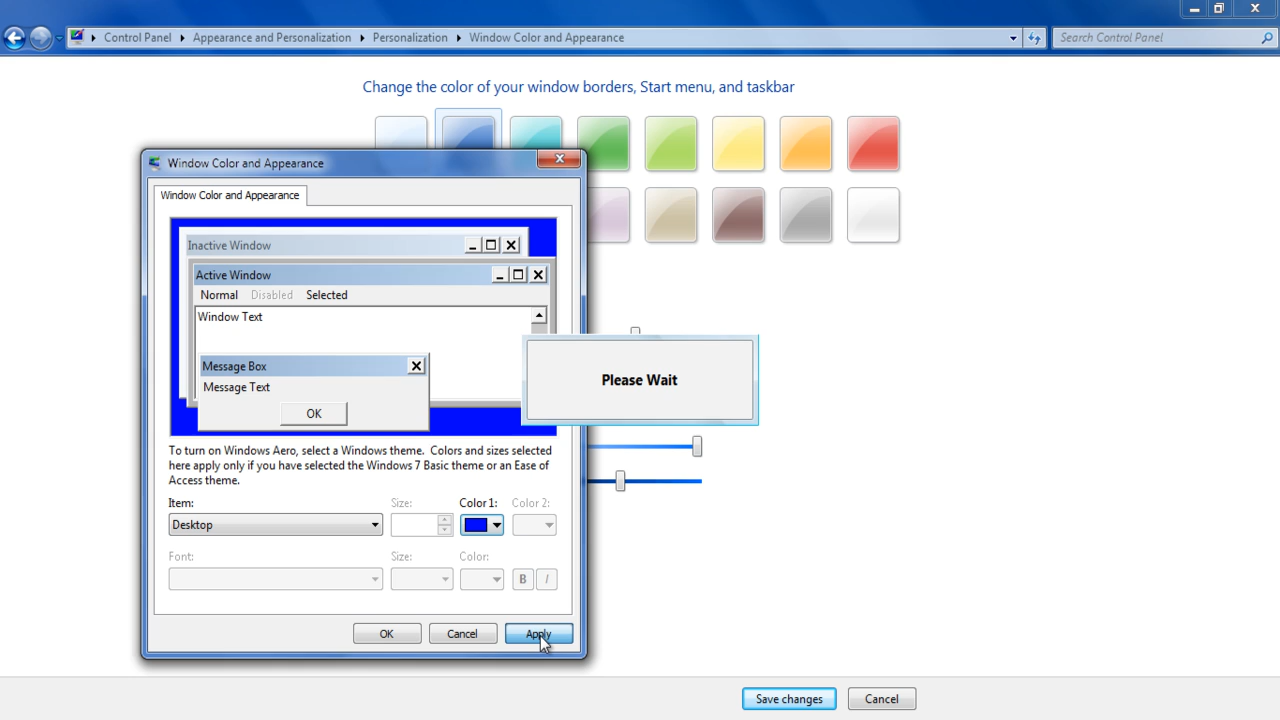 Control Panel Appearance and Personalization Personalization Window Color and Appearance
Search Control Panel
Change the color of your window borders, Start menu, and taskbar
Window Color and Appearance
Window Color and Appearance
Inactive Window
Active Window
Normal Disabled Selected
Window Text
Message Box
Message Text
OK
Please Wait
To turn on Windows Aero, select a Windows theme. Colors and sizes selected
here apply only if you have selected the Windows 7 Basic theme or an Ease of
Access theme.
Item: Size: Color 1: Color 2:
Desktop
Font: Size: Color:
B I
OK Cancel Apply
Save changes Cancel